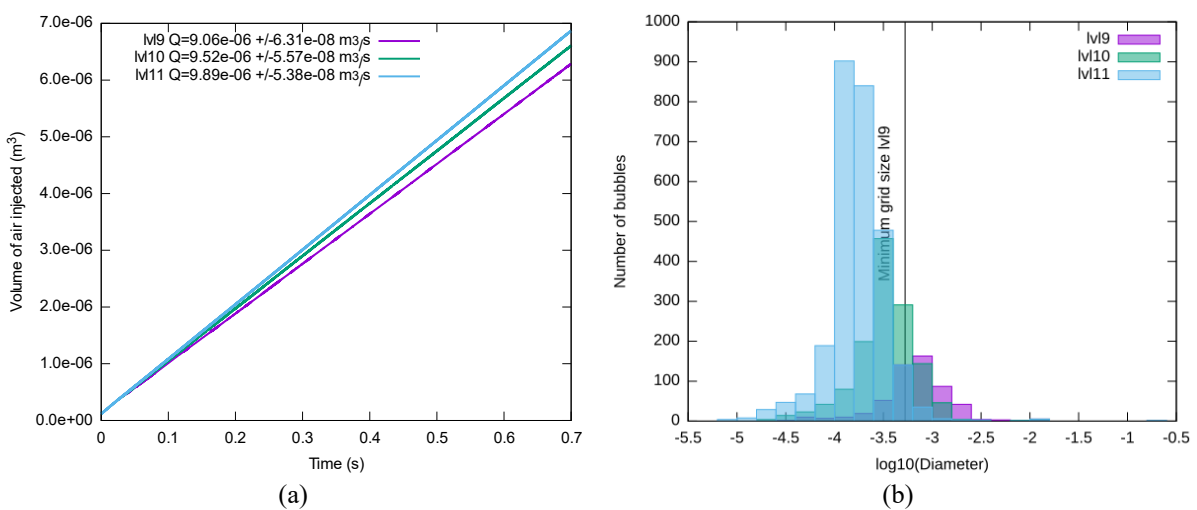 7.0e-06
6.0e-06
5.0e-06
4.0e-06
3.0e-06
2.0e-06
1.0e-06
0.0e+00
Volume of air injected (m³)
lvl9 Q=9.06e-06 +/-6.31e-08 m3/s
lvl10 Q=9.52e-06 +/-5.57e-08 m3/s
lvl11 Q=9.89e-06 +/-5.38e-08 m3/s
0 0.1 0.2 0.3 0.4 0.5 0.6 0.7
Time (s)
(a)
1000
900
800
700
600
500
400
300
200
100
0
Number of bubbles
Minimum grid size lvl9
lvl9
lvl10
lvl11
-5.5 -5 -4.5 -4 -3.5 -3 -2.5 -2 -1.5 -1 -0.5
log10(Diameter)
(b)